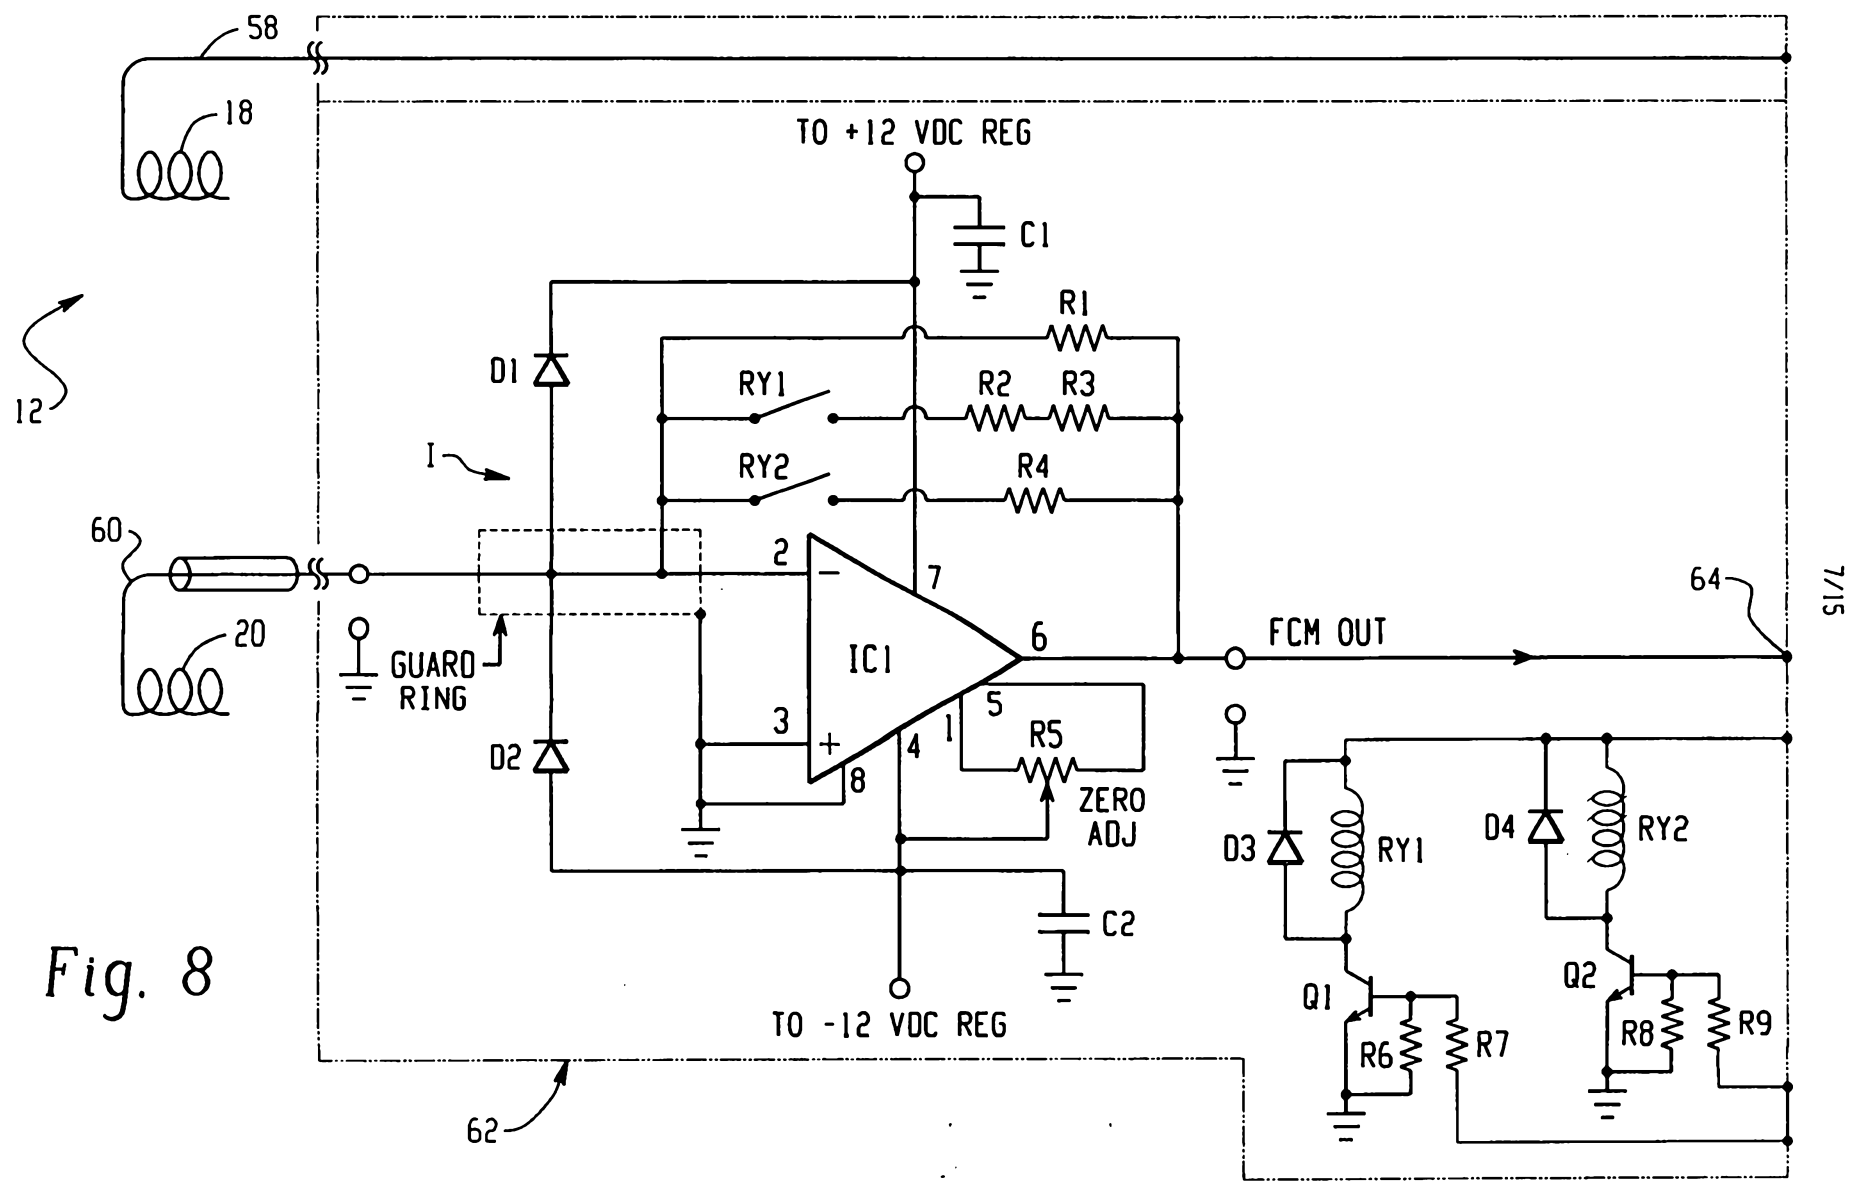 58
18
TO +12 VDC REG
C1
12
D1
R1
RY1
R2
R3
I
RY2
R4
60
2
7
64
7/15
20
GUARD
RING
IC1
6
FCM OUT
3
5
1
4
8
R5
ZERO
ADJ
D2
D3
RY1
D4
RY2
C2
Fig. 8
TO -12 VDC REG
Q1
R6
R7
Q2
R8
R9
62